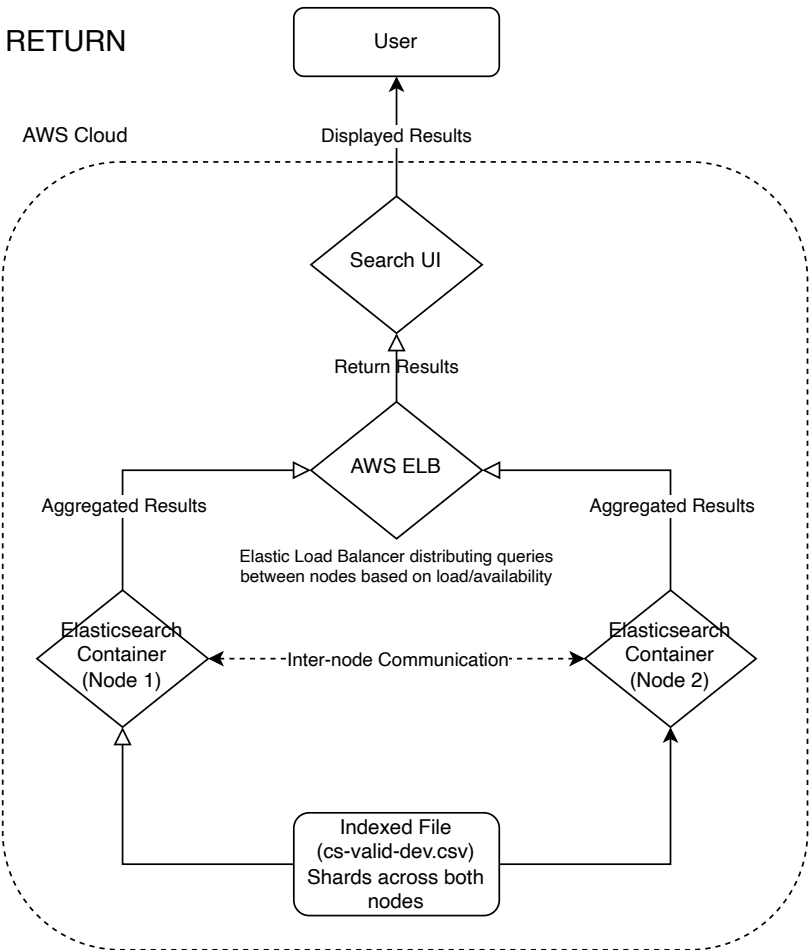 RETURN
User
AWS Cloud
Displayed Results
Search UI
Return Results
AWS ELB
Aggregated Results
Aggregated Results
Elastic Load Balancer distributing queries
between nodes based on load/availability
Elasticsearch
Container
(Node 1)
Inter-node Communication
Elasticsearch
Container
(Node 2)
Indexed File
(cs-valid-dev.csv)
Shards across both
nodes